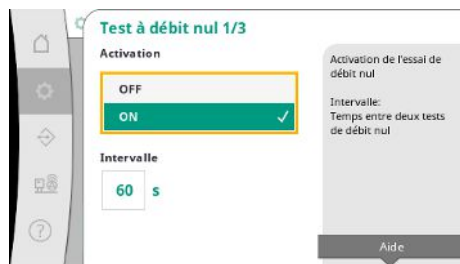 Test à débit nul 1/3
Activation
OFF
ON
Intervalle
60 s
Activation de l'essai de
débit nul
Intervalle:
Temps entre deux tests
de débit nul
Aide